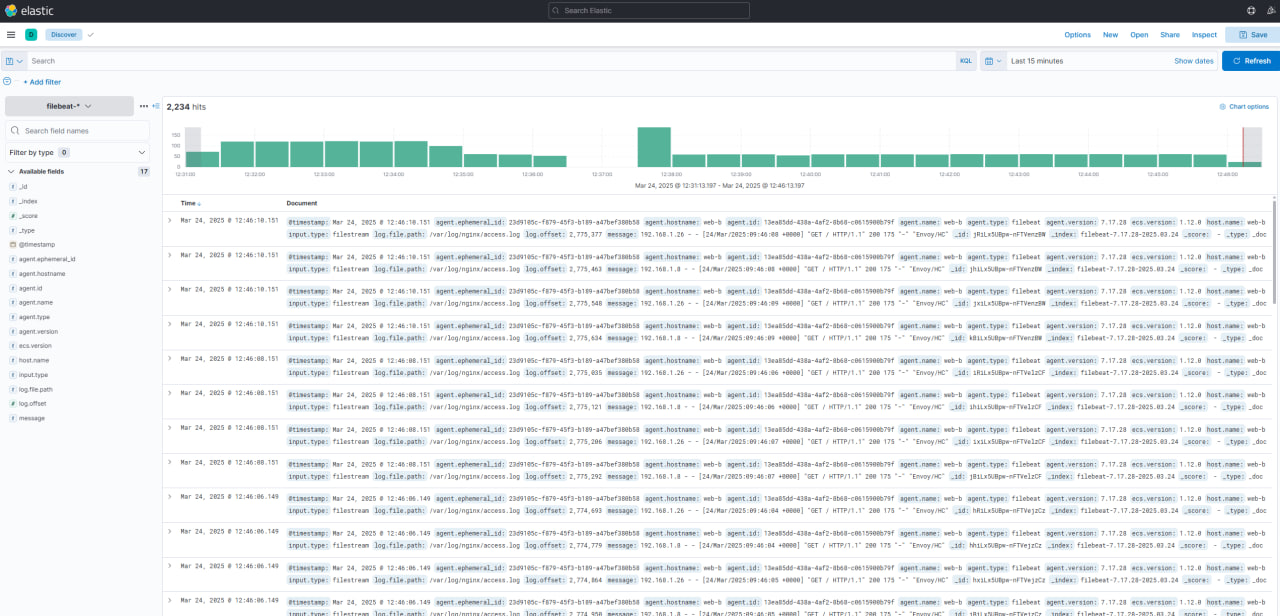 elastic
Search Elastic
D Discover Options New Open Share Inspect Save
Search KQL Last 15 minutes Show dates Refresh
+ Add filter
filebeat-*
2,234 hits Chart options
Search field names
Filter by type 0
Available fields 17
_id
_index
_score
_type
@timestamp
agent.ephemeral_id
agent.hostname
agent.id
agent.name
agent.type
agent.version
ecs.version
host.name
input.type
log.file.path
log.offset
message
150
100
50
0
12:31:00 12:32:00 12:33:00 12:34:00 12:35:00 12:36:00 12:37:00 12:38:00 12:39:00 12:40:00 12:41:00 12:42:00 12:43:00 12:44:00 12:45:00 12:46:00
Mar 24, 2025 @ 12:31:13.197 - Mar 24, 2025 @ 12:46:13.197
Time Document
Mar 24, 2025 @ 12:46:10.151 @timestamp: Mar 24, 2025 @ 12:46:10.151 agent.ephemeral_id: 23d9105c-f879-45f3-b189-a47bef380b58 agent.hostname: web-b agent.id: 13ea85dd-438a-4af2-8b68-c0615900b79f agent.name: web-b agent.type: filebeat agent.version: 7.17.28 ecs.version: 1.12.0 host.name: web-b
input.type: filestream log.file.path: /var/log/nginx/access.log log.offset: 2,775,377 message: 192.168.1.26 - - [24/Mar/2025:09:46:08 +0000] "GET / HTTP/1.1" 200 175 "-" "Envoy/HC" _id: jRiLx5UBpw-nFTVenzBW _index: filebeat-7.17.28-2025.03.24 _score: - _type: _doc
Mar 24, 2025 @ 12:46:10.151 @timestamp: Mar 24, 2025 @ 12:46:10.151 agent.ephemeral_id: 23d9105c-f879-45f3-b189-a47bef380b58 agent.hostname: web-b agent.id: 13ea85dd-438a-4af2-8b68-c0615900b79f agent.name: web-b agent.type: filebeat agent.version: 7.17.28 ecs.version: 1.12.0 host.name: web-b
input.type: filestream log.file.path: /var/log/nginx/access.log log.offset: 2,775,463 message: 192.168.1.8 - - [24/Mar/2025:09:46:08 +0000] "GET / HTTP/1.1" 200 175 "-" "Envoy/HC" _id: jhiLx5UBpw-nFTVenzBW _index: filebeat-7.17.28-2025.03.24 _score: - _type: _doc
Mar 24, 2025 @ 12:46:10.151 @timestamp: Mar 24, 2025 @ 12:46:10.151 agent.ephemeral_id: 23d9105c-f879-45f3-b189-a47bef380b58 agent.hostname: web-b agent.id: 13ea85dd-438a-4af2-8b68-c0615900b79f agent.name: web-b agent.type: filebeat agent.version: 7.17.28 ecs.version: 1.12.0 host.name: web-b
input.type: filestream log.file.path: /var/log/nginx/access.log log.offset: 2,775,548 message: 192.168.1.26 - - [24/Mar/2025:09:46:09 +0000] "GET / HTTP/1.1" 200 175 "-" "Envoy/HC" _id: jxiLx5UBpw-nFTVenzBW _index: filebeat-7.17.28-2025.03.24 _score: - _type: _doc
Mar 24, 2025 @ 12:46:10.151 @timestamp: Mar 24, 2025 @ 12:46:10.151 agent.ephemeral_id: 23d9105c-f879-45f3-b189-a47bef380b58 agent.hostname: web-b agent.id: 13ea85dd-438a-4af2-8b68-c0615900b79f agent.name: web-b agent.type: filebeat agent.version: 7.17.28 ecs.version: 1.12.0 host.name: web-b
input.type: filestream log.file.path: /var/log/nginx/access.log log.offset: 2,775,634 message: 192.168.1.8 - - [24/Mar/2025:09:46:09 +0000] "GET / HTTP/1.1" 200 175 "-" "Envoy/HC" _id: kBiLx5UBpw-nFTVenzBW _index: filebeat-7.17.28-2025.03.24 _score: - _type: _doc
Mar 24, 2025 @ 12:46:08.151 @timestamp: Mar 24, 2025 @ 12:46:08.151 agent.ephemeral_id: 23d9105c-f879-45f3-b189-a47bef380b58 agent.hostname: web-b agent.id: 13ea85dd-438a-4af2-8b68-c0615900b79f agent.name: web-b agent.type: filebeat agent.version: 7.17.28 ecs.version: 1.12.0 host.name: web-b
input.type: filestream log.file.path: /var/log/nginx/access.log log.offset: 2,775,035 message: 192.168.1.26 - - [24/Mar/2025:09:46:06 +0000] "GET / HTTP/1.1" 200 175 "-" "Envoy/HC" _id: iRiLx5UBpw-nFTVelzCF _index: filebeat-7.17.28-2025.03.24 _score: - _type: _doc
Mar 24, 2025 @ 12:46:08.151 @timestamp: Mar 24, 2025 @ 12:46:08.151 agent.ephemeral_id: 23d9105c-f879-45f3-b189-a47bef380b58 agent.hostname: web-b agent.id: 13ea85dd-438a-4af2-8b68-c0615900b79f agent.name: web-b agent.type: filebeat agent.version: 7.17.28 ecs.version: 1.12.0 host.name: web-b
input.type: filestream log.file.path: /var/log/nginx/access.log log.offset: 2,775,121 message: 192.168.1.8 - - [24/Mar/2025:09:46:06 +0000] "GET / HTTP/1.1" 200 175 "-" "Envoy/HC" _id: ihiLx5UBpw-nFTVelzCF _index: filebeat-7.17.28-2025.03.24 _score: - _type: _doc
Mar 24, 2025 @ 12:46:08.151 @timestamp: Mar 24, 2025 @ 12:46:08.151 agent.ephemeral_id: 23d9105c-f879-45f3-b189-a47bef380b58 agent.hostname: web-b agent.id: 13ea85dd-438a-4af2-8b68-c0615900b79f agent.name: web-b agent.type: filebeat agent.version: 7.17.28 ecs.version: 1.12.0 host.name: web-b
input.type: filestream log.file.path: /var/log/nginx/access.log log.offset: 2,775,206 message: 192.168.1.26 - - [24/Mar/2025:09:46:07 +0000] "GET / HTTP/1.1" 200 175 "-" "Envoy/HC" _id: ixiLx5UBpw-nFTVelzCF _index: filebeat-7.17.28-2025.03.24 _score: - _type: _doc
Mar 24, 2025 @ 12:46:08.151 @timestamp: Mar 24, 2025 @ 12:46:08.151 agent.ephemeral_id: 23d9105c-f879-45f3-b189-a47bef380b58 agent.hostname: web-b agent.id: 13ea85dd-438a-4af2-8b68-c0615900b79f agent.name: web-b agent.type: filebeat agent.version: 7.17.28 ecs.version: 1.12.0 host.name: web-b
input.type: filestream log.file.path: /var/log/nginx/access.log log.offset: 2,775,292 message: 192.168.1.8 - - [24/Mar/2025:09:46:07 +0000] "GET / HTTP/1.1" 200 175 "-" "Envoy/HC" _id: jBiLx5UBpw-nFTVelzCF _index: filebeat-7.17.28-2025.03.24 _score: - _type: _doc
Mar 24, 2025 @ 12:46:06.149 @timestamp: Mar 24, 2025 @ 12:46:06.149 agent.ephemeral_id: 23d9105c-f879-45f3-b189-a47bef380b58 agent.hostname: web-b agent.id: 13ea85dd-438a-4af2-8b68-c0615900b79f agent.name: web-b agent.type: filebeat agent.version: 7.17.28 ecs.version: 1.12.0 host.name: web-b
input.type: filestream log.file.path: /var/log/nginx/access.log log.offset: 2,774,693 message: 192.168.1.26 - - [24/Mar/2025:09:46:04 +0000] "GET / HTTP/1.1" 200 175 "-" "Envoy/HC" _id: hRiLx5UBpw-nFTVejzCz _index: filebeat-7.17.28-2025.03.24 _score: - _type: _doc
Mar 24, 2025 @ 12:46:06.149 @timestamp: Mar 24, 2025 @ 12:46:06.149 agent.ephemeral_id: 23d9105c-f879-45f3-b189-a47bef380b58 agent.hostname: web-b agent.id: 13ea85dd-438a-4af2-8b68-c0615900b79f agent.name: web-b agent.type: filebeat agent.version: 7.17.28 ecs.version: 1.12.0 host.name: web-b
input.type: filestream log.file.path: /var/log/nginx/access.log log.offset: 2,774,779 message: 192.168.1.8 - - [24/Mar/2025:09:46:04 +0000] "GET / HTTP/1.1" 200 175 "-" "Envoy/HC" _id: hhiLx5UBpw-nFTVejzCz _index: filebeat-7.17.28-2025.03.24 _score: - _type: _doc
Mar 24, 2025 @ 12:46:06.149 @timestamp: Mar 24, 2025 @ 12:46:06.149 agent.ephemeral_id: 23d9105c-f879-45f3-b189-a47bef380b58 agent.hostname: web-b agent.id: 13ea85dd-438a-4af2-8b68-c0615900b79f agent.name: web-b agent.type: filebeat agent.version: 7.17.28 ecs.version: 1.12.0 host.name: web-b
input.type: filestream log.file.path: /var/log/nginx/access.log log.offset: 2,774,864 message: 192.168.1.26 - - [24/Mar/2025:09:46:05 +0000] "GET / HTTP/1.1" 200 175 "-" "Envoy/HC" _id: hxiLx5UBpw-nFTVejzCz _index: filebeat-7.17.28-2025.03.24 _score: - _type: _doc
Mar 24, 2025 @ 12:46:06.149 @timestamp: Mar 24, 2025 @ 12:46:06.149 agent.ephemeral_id: 23d9105c-f879-45f3-b189-a47bef380b58 agent.hostname: web-b agent.id: 13ea85dd-438a-4af2-8b68-c0615900b79f agent.name: web-b agent.type: filebeat agent.version: 7.17.28 ecs.version: 1.12.0 host.name: web-b